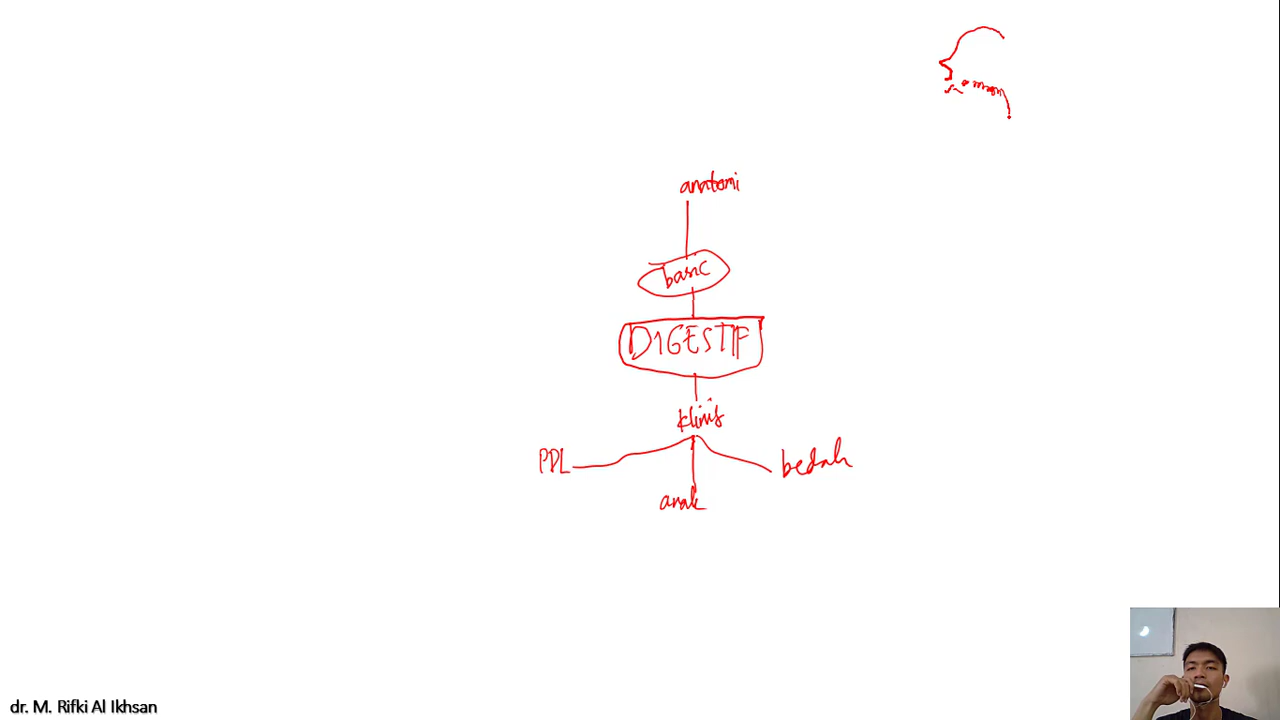 anatomi
basic
DIGESTIF
klinis
PDL
bedah
anak
dr. M. Rifki Al Ikhsan